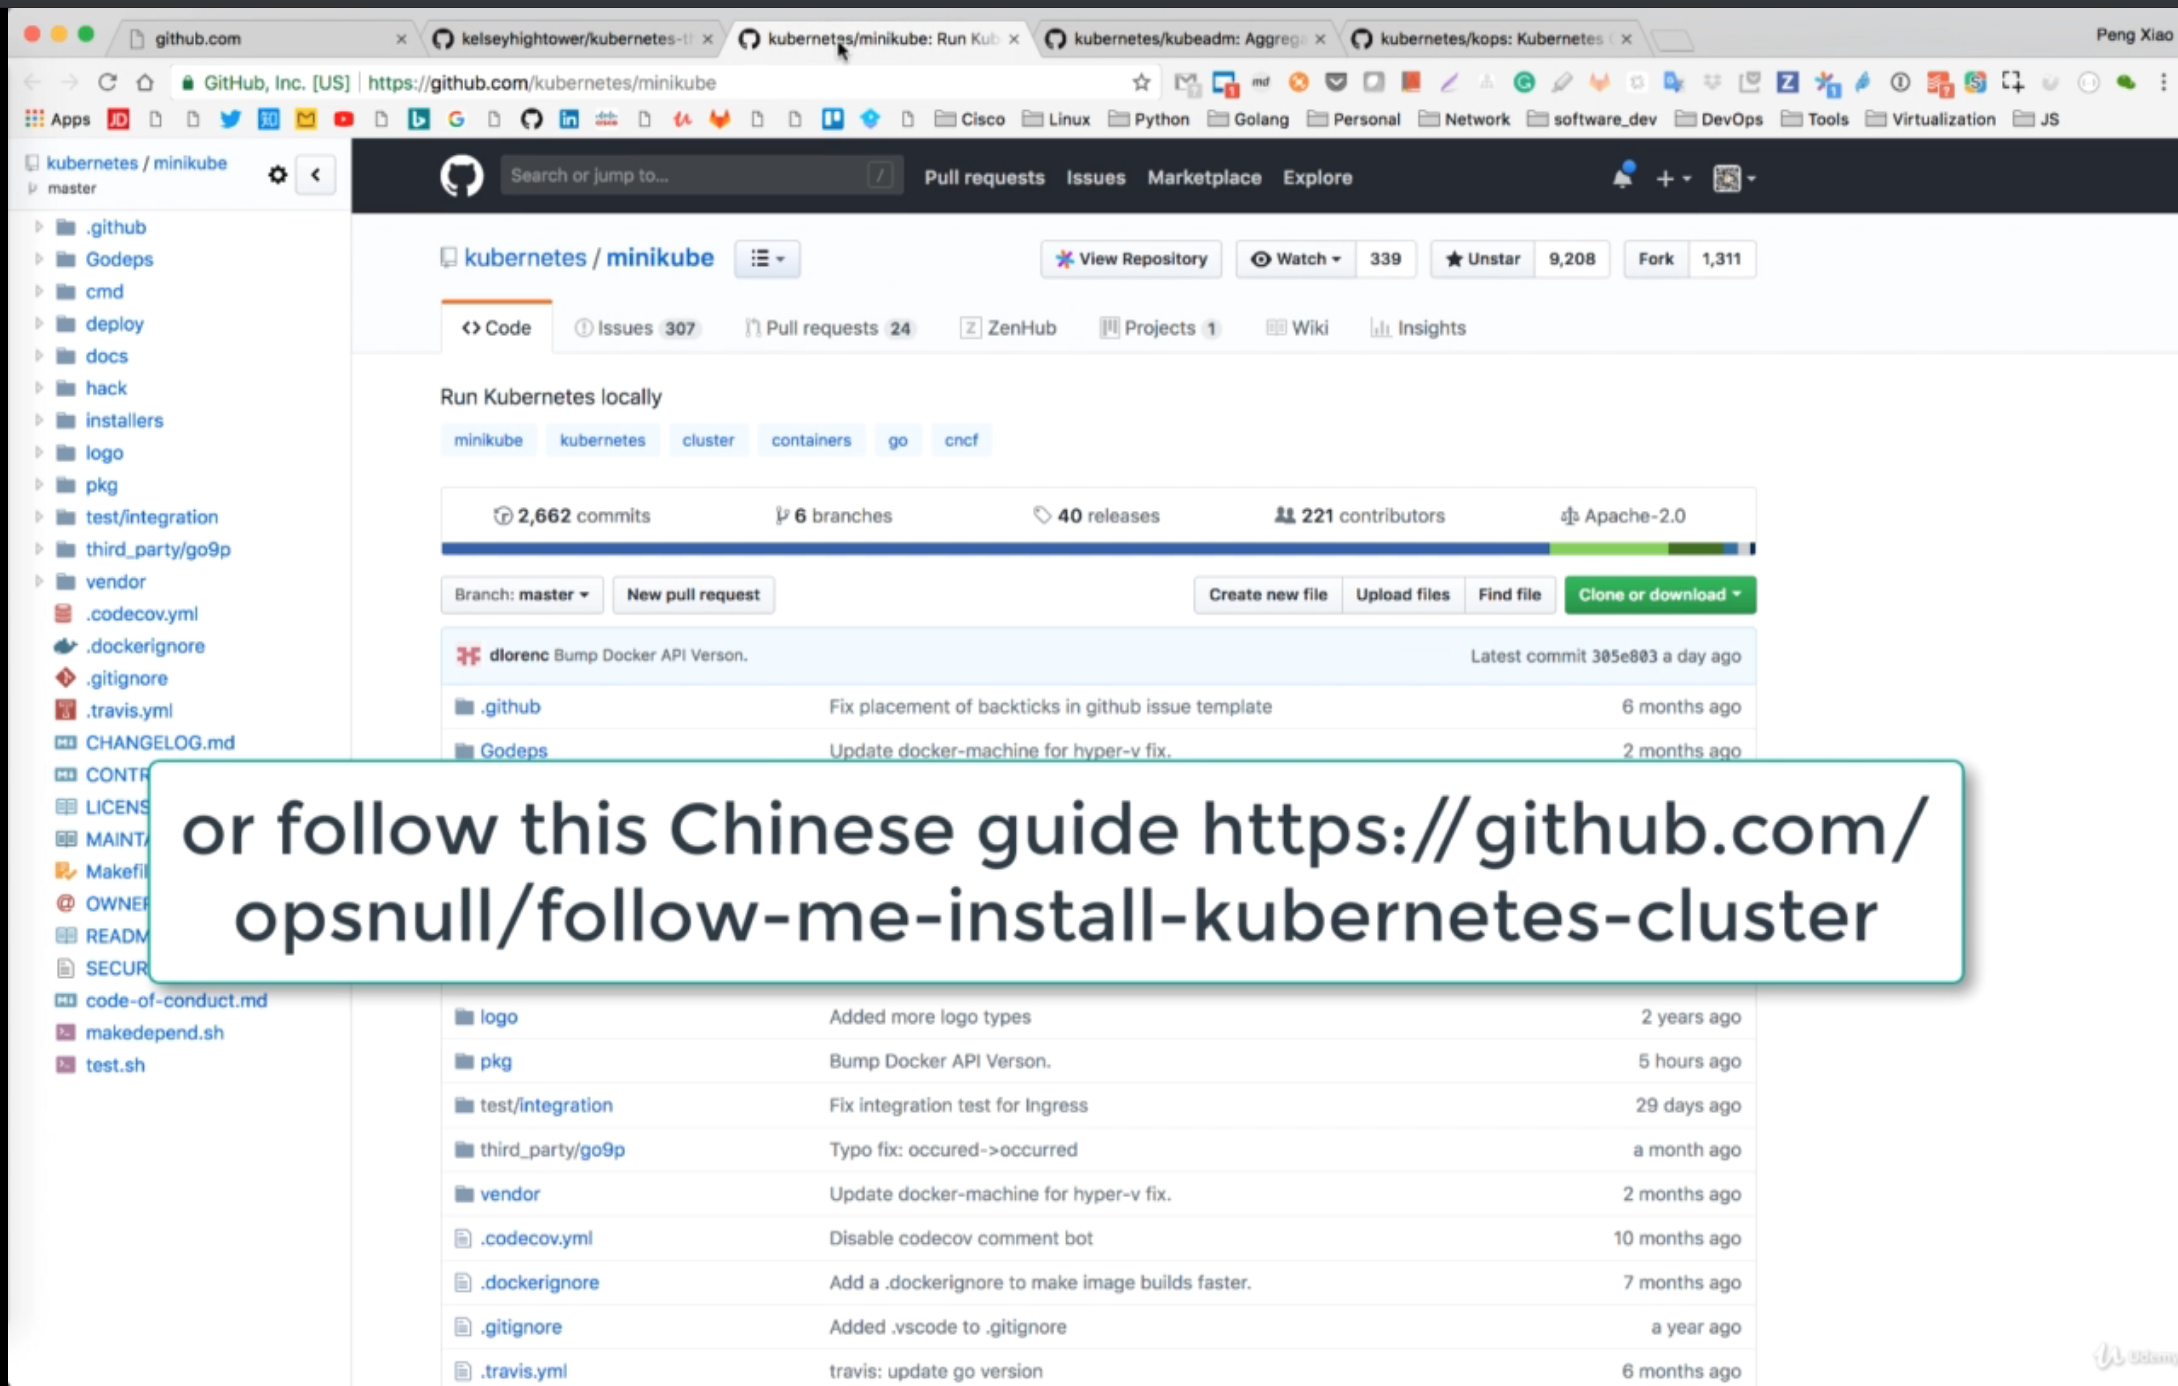 github.com
kelseyhightower/kubernetes-t
kubernetes/minikube: Run Kub
kubernetes/kubeadm: Aggrega
kubernetes/kops: Kubernetes
Peng Xiao
GitHub, Inc. [US] https://github.com/kubernetes/minikube
Apps Cisco Linux Python Golang Personal Network software_dev DevOps Tools Virtualization JS
kubernetes / minikube
master
.github
Godeps
cmd
deploy
docs
hack
installers
logo
pkg
test/integration
third_party/go9p
vendor
.codecov.yml
.dockerignore
.gitignore
.travis.yml
CHANGELOG.md
CONTR
LICENS
MAINTA
Makefil
OWNER
READM
SECUR
code-of-conduct.md
makedepend.sh
test.sh
Search or jump to... / Pull requests Issues Marketplace Explore
kubernetes / minikube View Repository Watch 339 Unstar 9,208 Fork 1,311
Code Issues 307 Pull requests 24 ZenHub Projects 1 Wiki Insights
Run Kubernetes locally
minikube kubernetes cluster containers go cncf
2,662 commits 6 branches 40 releases 221 contributors Apache-2.0
Branch: master New pull request Create new file Upload files Find file Clone or download
dlorenc Bump Docker API Verson. Latest commit 305e803 a day ago
.github Fix placement of backticks in github issue template 6 months ago
Godeps Update docker-machine for hyper-v fix. 2 months ago
or follow this Chinese guide https://github.com/
opsnull/follow-me-install-kubernetes-cluster
logo Added more logo types 2 years ago
pkg Bump Docker API Verson. 5 hours ago
test/integration Fix integration test for Ingress 29 days ago
third_party/go9p Typo fix: occured->occurred a month ago
vendor Update docker-machine for hyper-v fix. 2 months ago
.codecov.yml Disable codecov comment bot 10 months ago
.dockerignore Add a .dockerignore to make image builds faster. 7 months ago
.gitignore Added .vscode to .gitignore a year ago
.travis.yml travis: update go version 6 months ago
Udemy